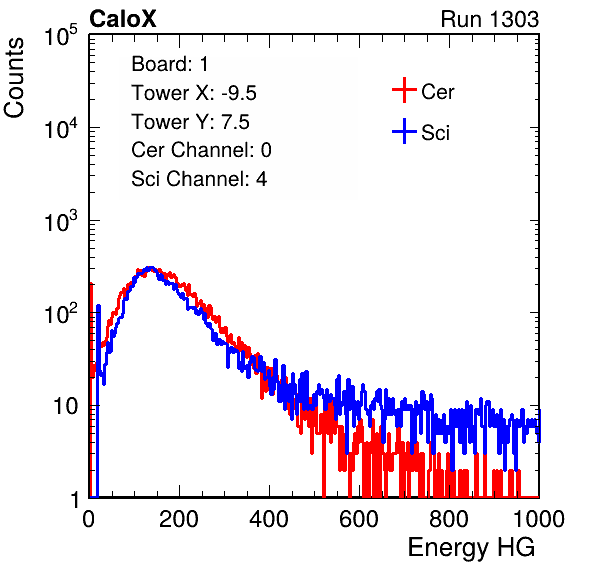 CaloX Run 1303
Counts
Board: 1
Tower X: -9.5
Tower Y: 7.5
Cer Channel: 0
Sci Channel: 4
Cer
Sci
10^5
10^4
10^3
10^2
10
1
0 200 400 600 800 1000
Energy HG